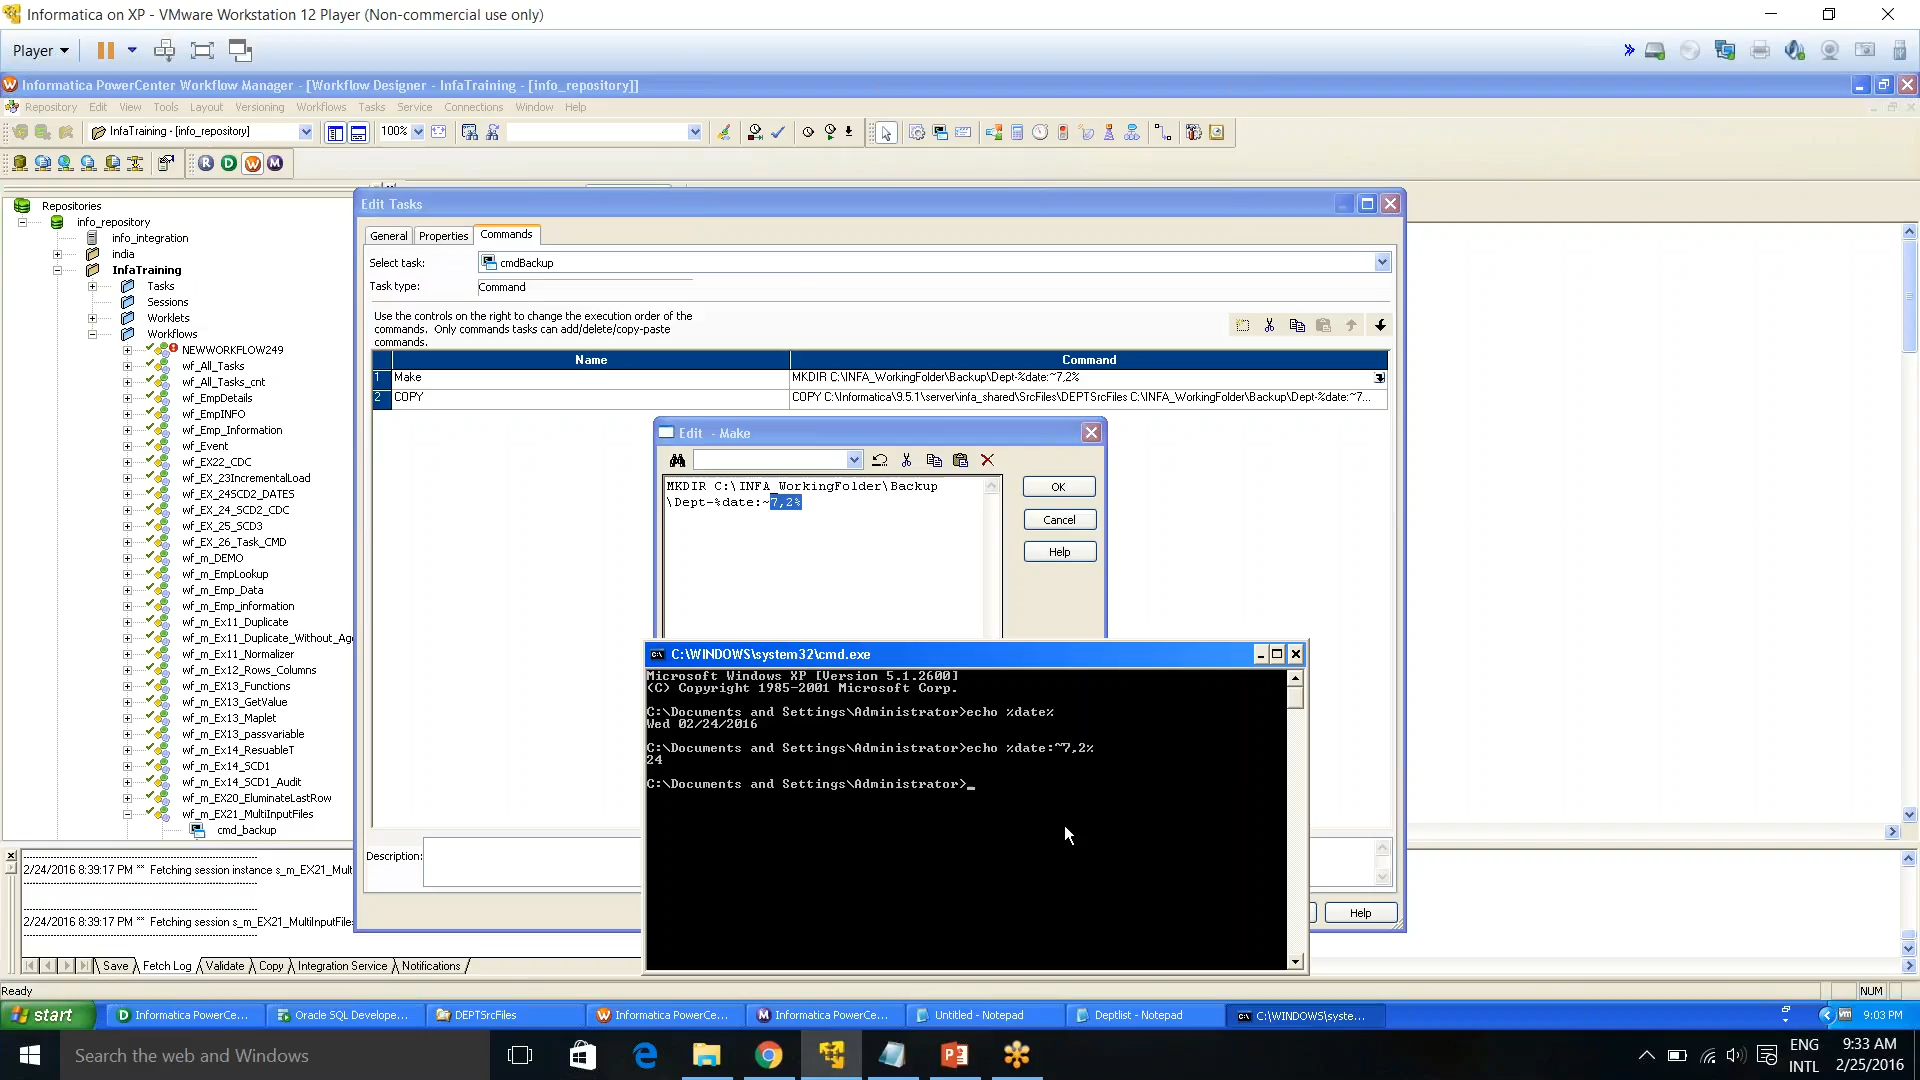 Informatica on XP - VMware Workstation 12 Player (Non-commercial use only)
Player
Informatica PowerCenter Workflow Manager - [Workflow Designer - InfaTraining - [info_repository]]
Repository Edit View Tools Layout Versioning Workflows Tasks Service Connections Window Help
InfaTraining - [info_repository]
100%
R D W M
Repositories
info_repository
info_integration
india
InfaTraining
Tasks
Sessions
Worklets
Workflows
NEWWORKFLOW249
wf_All_Tasks
wf_All_Tasks_cnt
wf_EmpDetails
wf_EmpINFO
wf_Emp_Information
wf_Event
wf_EX22_CDC
wf_EX_23IncrementalLoad
wf_EX_24SCD2_DATES
wf_EX_24_SCD2_CDC
wf_EX_25_SCD3
wf_EX_26_Task_CMD
wf_m_DEMO
wf_m_EmpLookup
wf_m_Emp_Data
wf_m_Emp_information
wf_m_Ex11_Duplicate
wf_m_Ex11_Duplicate_Without_Ag
wf_m_Ex11_Normalizer
wf_m_Ex12_Rows_Columns
wf_m_EX13_Functions
wf_m_EX13_GetValue
wf_m_Ex13_Maplet
wf_m_EX13_passvariable
wf_m_Ex14_ResuableT
wf_m_Ex14_SCD1
wf_m_Ex14_SCD1_Audit
wf_m_EX20_EluminateLastRow
wf_m_EX21_MultiInputFiles
cmd_backup
Edit Tasks
General Properties Commands
Select task: cmdBackup
Task type: Command
Use the controls on the right to change the execution order of the
commands. Only commands tasks can add/delete/copy-paste
commands.
Name Command
1 Make MKDIR C:\INFA_WorkingFolder\Backup\Dept-%date:~7,2%
2 COPY COPY C:\Informatica\9.5.1\server\infa_shared\SrcFiles\DEPTSrcFiles C:\INFA_WorkingFolder\Backup\Dept-%date:~7...
Edit - Make
MKDIR C:\INFA_WorkingFolder\Backup
\Dept-%date:~7,2%
OK
Cancel
Help
C:\WINDOWS\system32\cmd.exe
Microsoft Windows XP [Version 5.1.2600]
(C) Copyright 1985-2001 Microsoft Corp.
C:\Documents and Settings\Administrator>echo %date%
Wed 02/24/2016
C:\Documents and Settings\Administrator>echo %date:~7,2%
24
C:\Documents and Settings\Administrator>_
Description:
Help
2/24/2016 8:39:17 PM ** Fetching session instance s_m_EX21_Mult
2/24/2016 8:39:17 PM ** Fetching session s_m_EX21_MultiInputFile
Save Fetch Log Validate Copy Integration Service Notifications
Ready
NUM
start
Informatica PowerCe...
Oracle SQL Develope...
DEPTSrcFiles
Informatica PowerCe...
Informatica PowerCe...
Untitled - Notepad
Deptlist - Notepad
C:\WINDOWS\syste...
9:03 PM
Search the web and Windows
ENG
INTL
9:33 AM
2/25/2016